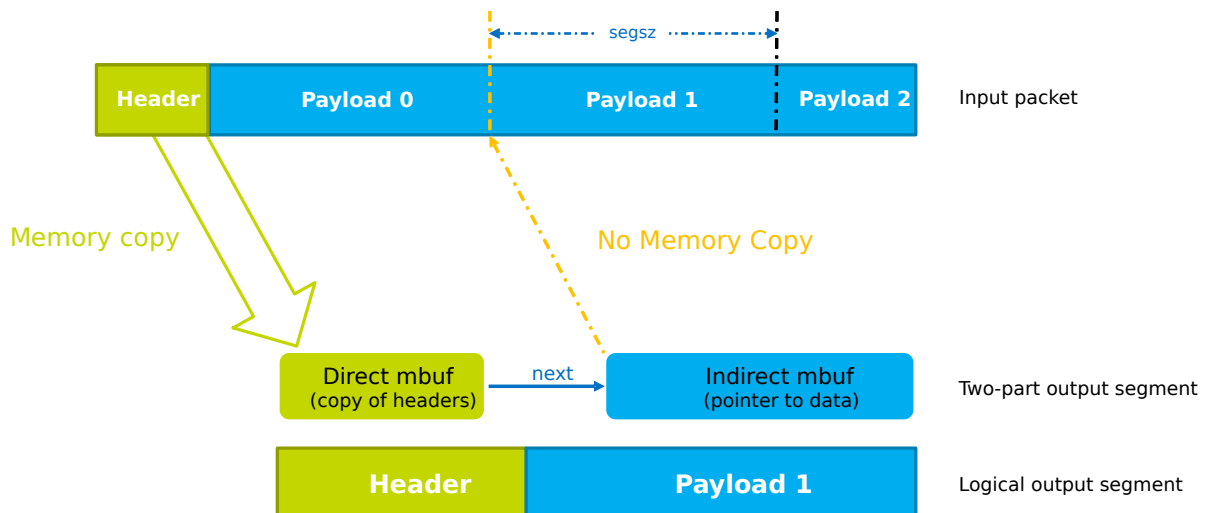 segsz
Header
Payload 0
Payload 1
Payload 2
Input packet
Memory copy
No Memory Copy
Direct mbuf
(copy of headers)
next
Indirect mbuf
(pointer to data)
Two-part output segment
Header
Payload 1
Logical output segment